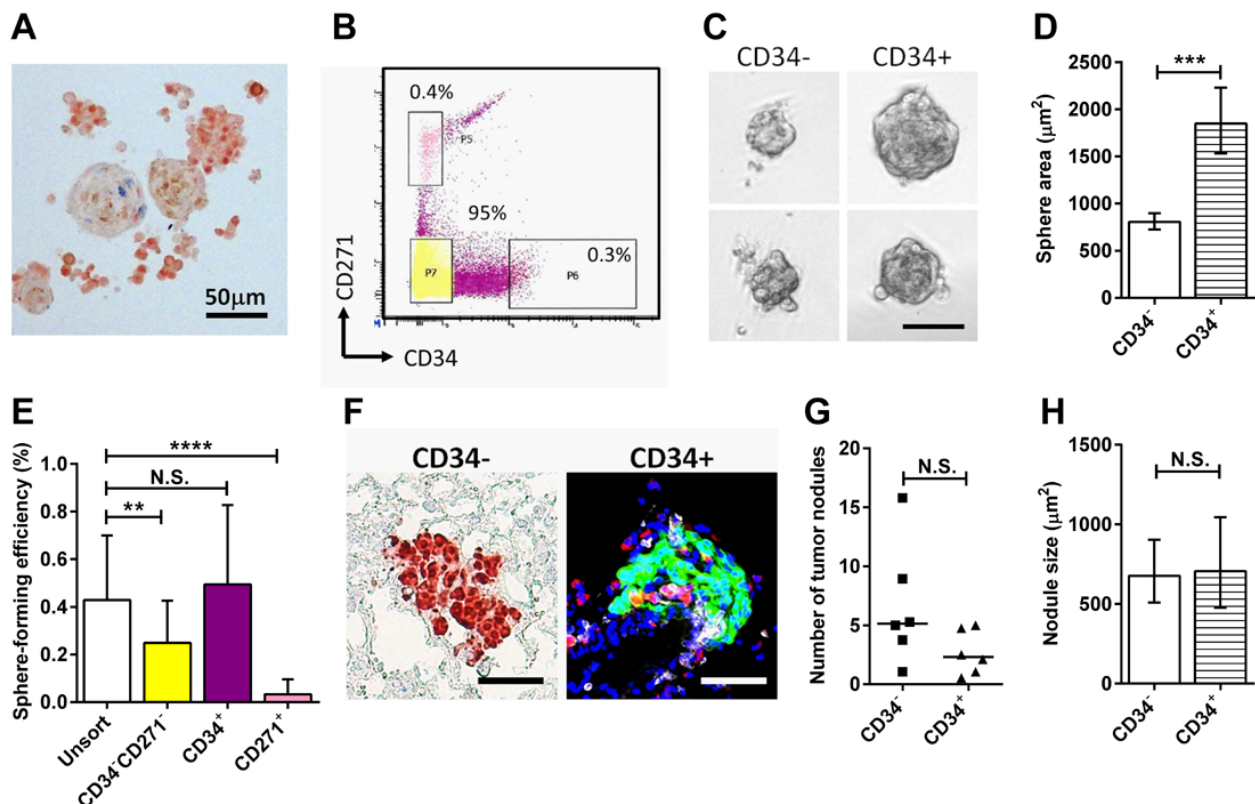 A
50μm
B
0.4%
P5
95%
P7
0.3%
P6
CD271
CD34
C
CD34-
CD34+
D
***
Sphere area (μm²)
2500
2000
1500
1000
500
0
CD34⁻
CD34⁺
E
****
N.S.
**
Sphere-forming efficiency (%)
1.0
0.8
0.6
0.4
0.2
0.0
Unsort
CD34⁻CD271⁻
CD34⁺
CD271⁺
F
CD34-
CD34+
G
N.S.
Number of tumor nodules
20
15
10
5
0
CD34⁻
CD34⁺
H
N.S.
Nodule size (μm²)
1500
1000
500
0
CD34⁻
CD34⁺